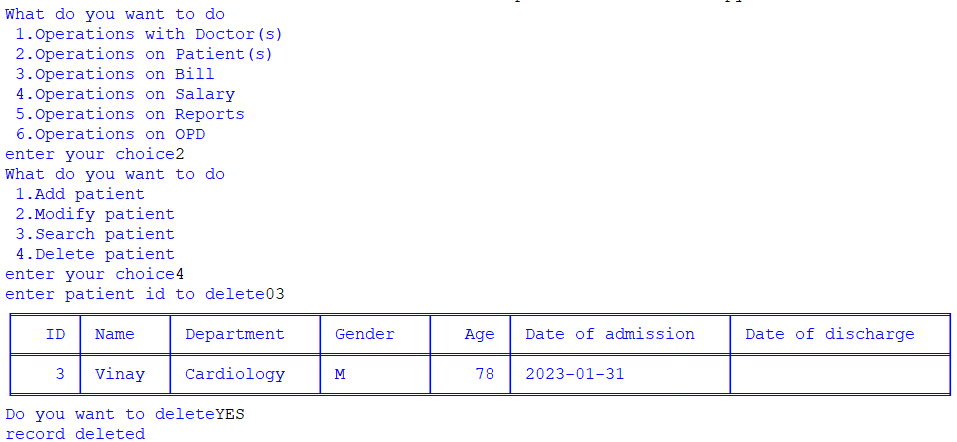 What do you want to do
1.Operations with Doctor(s)
2.Operations on Patient(s)
3.Operations on Bill
4.Operations on Salary
5.Operations on Reports
6.Operations on OPD
enter your choice2
What do you want to do
1.Add patient
2.Modify patient
3.Search patient
4.Delete patient
enter your choice4
enter patient id to delete03
ID Name Department Gender Age Date of admission Date of discharge
3 Vinay Cardiology M 78 2023-01-31
Do you want to deleteYES
record deleted